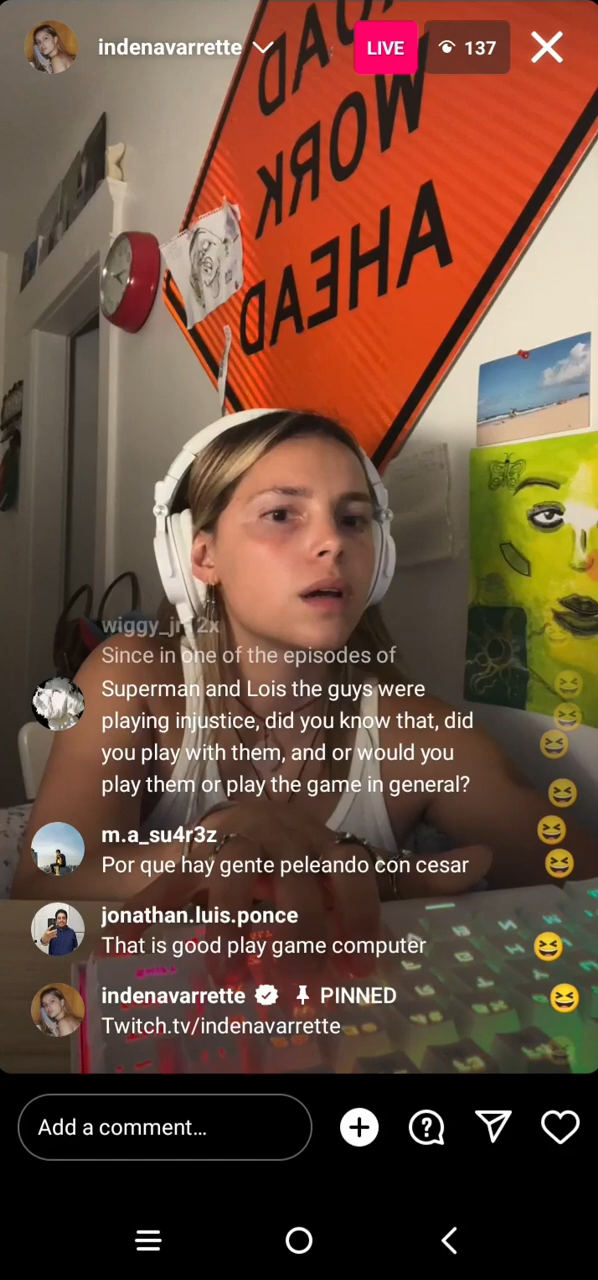 indenavarrette
LIVE
137
ROAD
WORK
AHEAD
wiggy_jr12x
Since in one of the episodes of
Superman and Lois the guys were
playing injustice, did you know that, did
you play with them, and or would you
play them or play the game in general?
m.a_su4r3z
Por que hay gente peleando con cesar
jonathan.luis.ponce
That is good play game computer
indenavarrette PINNED
Twitch.tv/indenavarrette
Add a comment...